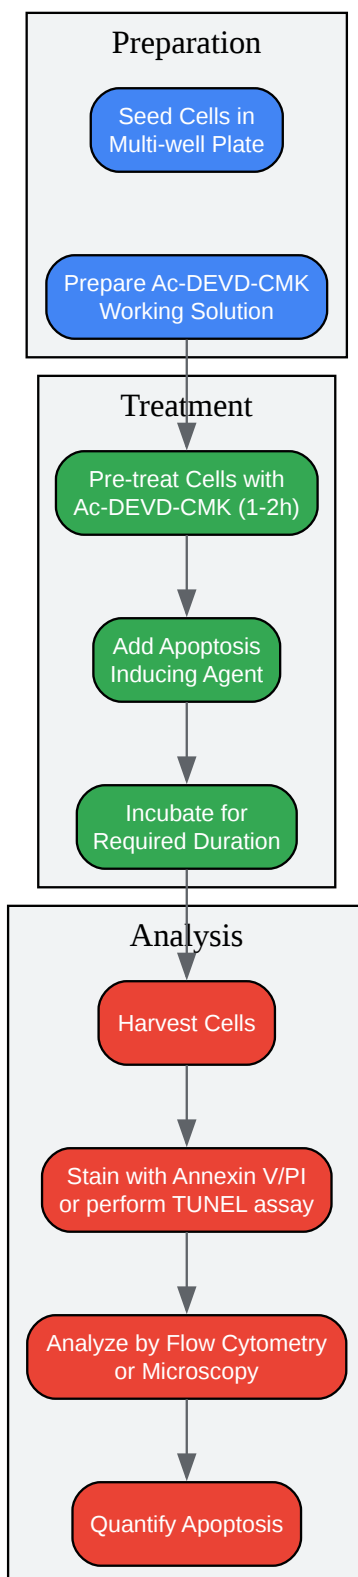 Preparation
Seed Cells in
Multi-well Plate
Prepare Ac-DEVD-CMK
Working Solution
Treatment
Pre-treat Cells with
Ac-DEVD-CMK (1-2h)
Add Apoptosis
Inducing Agent
Incubate for
Required Duration
Analysis
Harvest Cells
Stain with Annexin V/PI
or perform TUNEL assay
Analyze by Flow Cytometry
or Microscopy
Quantify Apoptosis